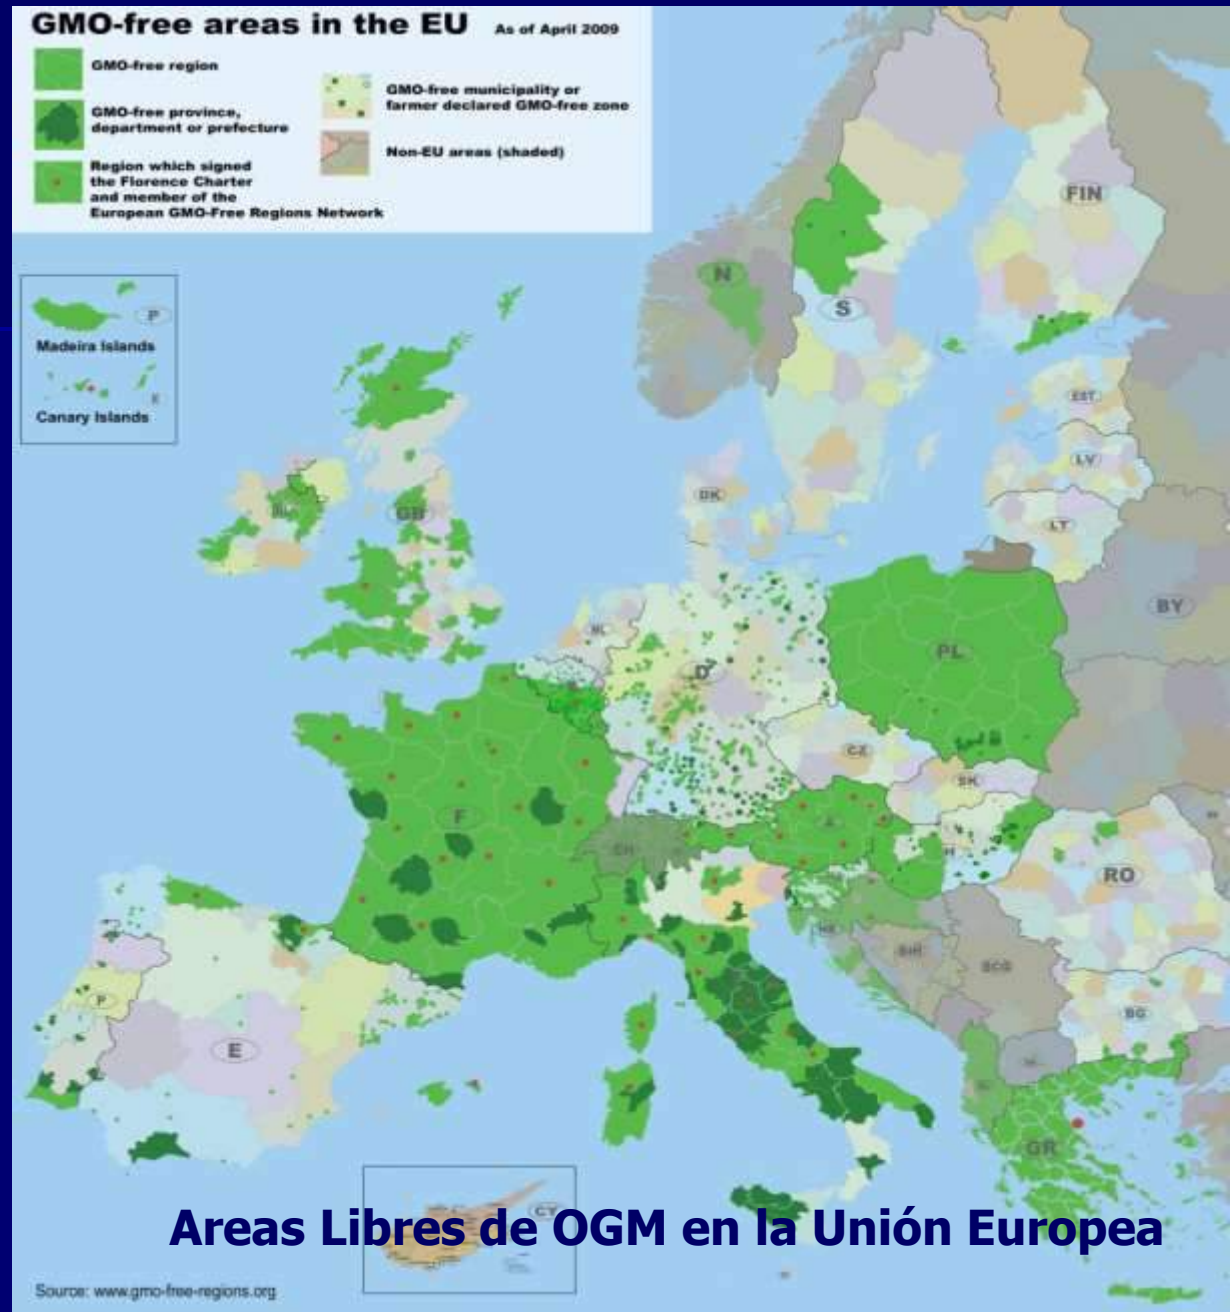 GMO-free areas in the EU As of April 2009
GMO-free region
GMO-free province,
department or prefecture
Region which signed
the Florence Charter
and member of the
European GMO-Free Regions Network
GMO-free municipality or
farmer declared GMO-free zone
Non-EU areas (shaded)
P
Madeira Islands
E
Canary Islands
N
S
FIN
EST
LV
LT
DK
GB
BY
NL
PL
D
CZ
SK
F
CH
A
H
RO
BIH
SCG
BG
P
E
GR
CY
Areas Libres de OGM en la Unión Europea
Source: www.gmo-free-regions.org